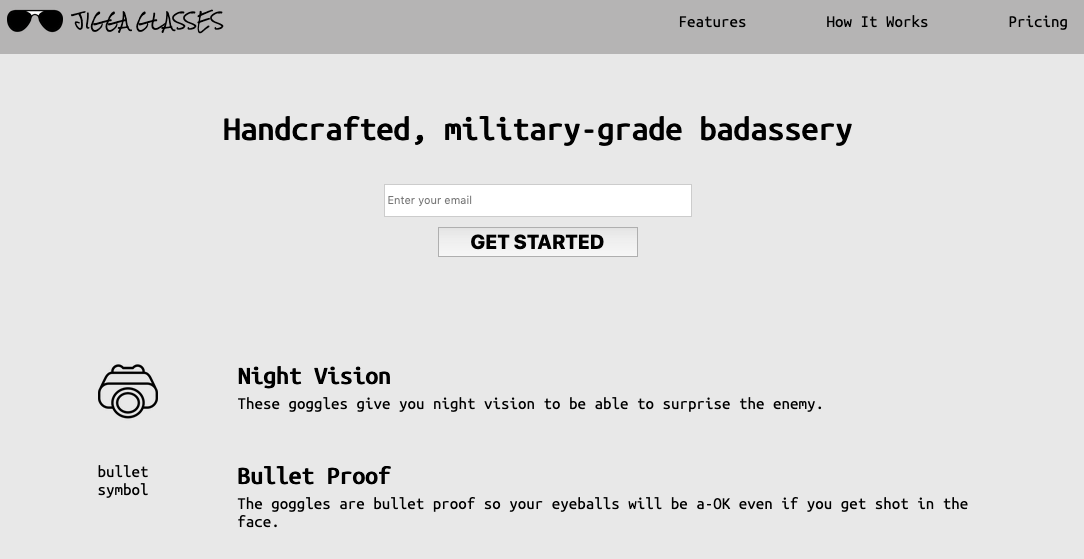 JIGGA GLASSES
Features
How It Works
Pricing
Handcrafted, military-grade badassery
Enter your email
GET STARTED
Night Vision
These goggles give you night vision to be able to surprise the enemy.
bullet
symbol
Bullet Proof
The goggles are bullet proof so your eyeballs will be a-OK even if you get shot in the
face.